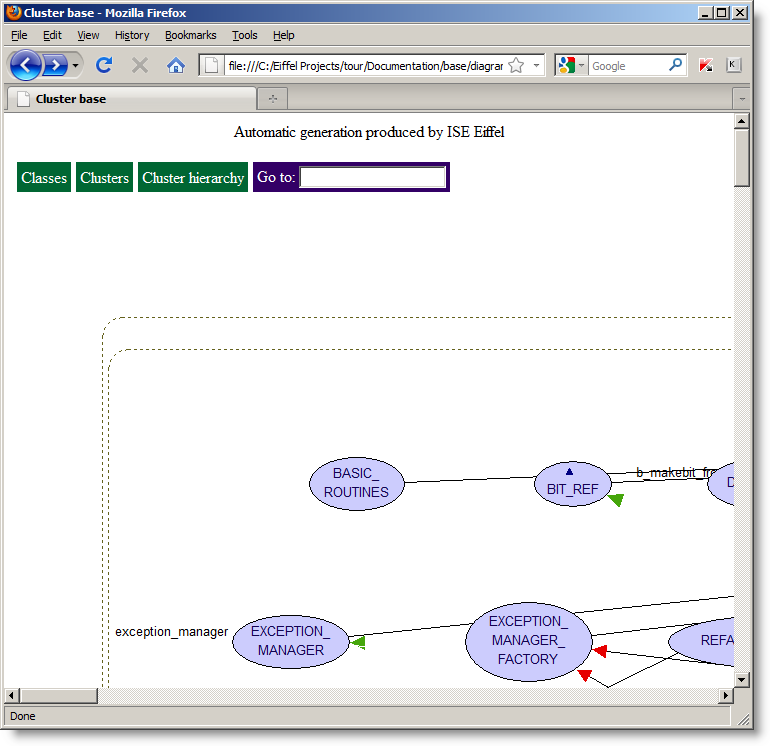 Cluster base - Mozilla Firefox
File Edit View History Bookmarks Tools Help
file:///C:/Eiffel Projects/tour/Documentation/base/diagrar
Google
K
K
Cluster base
Automatic generation produced by ISE Eiffel
Classes Clusters Cluster hierarchy Go to:
b_makebit_fro
BASIC_
ROUTINES
BIT_REF
D
exception_manager
EXCEPTION_
MANAGER
EXCEPTION_
MANAGER_
FACTORY
REFA
Done